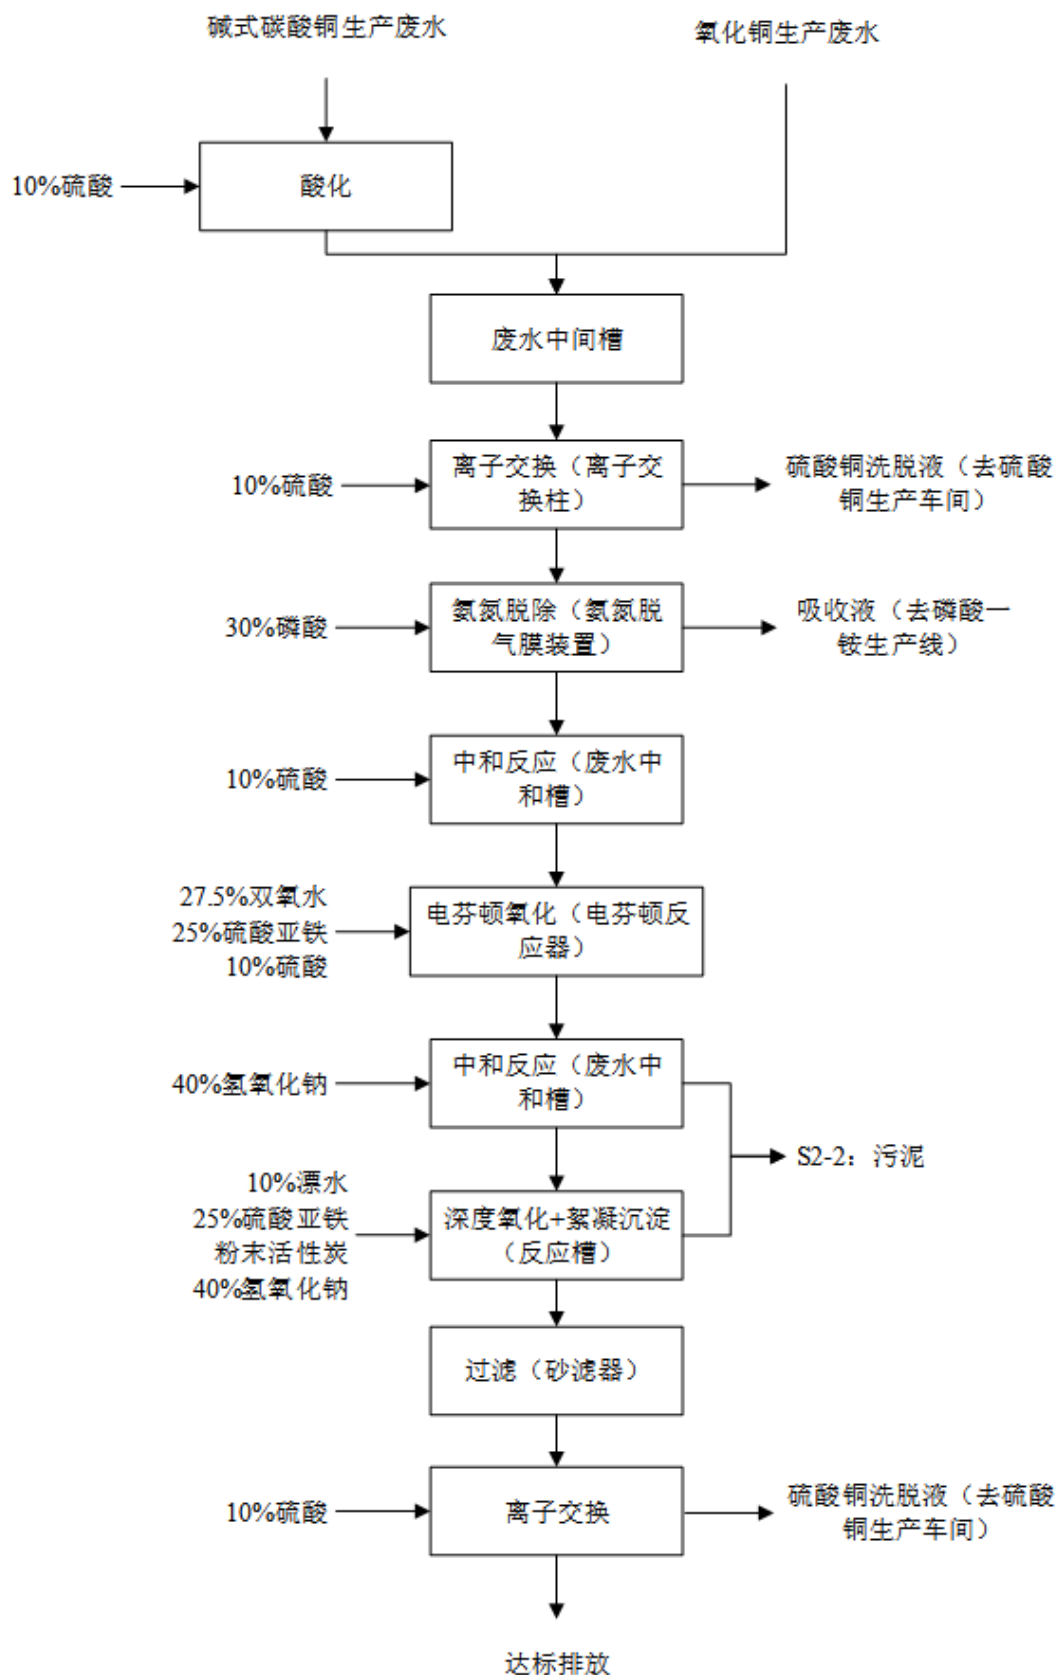 碱式碳酸铜生产废水
氧化铜生产废水
10%硫酸
酸化
废水中间槽
10%硫酸
离子交换（离子交
换柱）
硫酸铜洗脱液（去硫酸
铜生产车间）
30%磷酸
氨氮脱除（氨氮脱
气膜装置）
吸收液（去磷酸一
铵生产线）
10%硫酸
中和反应（废水中
和槽）
27.5%双氧水
25%硫酸亚铁
10%硫酸
电芬顿氧化（电芬顿反
应器）
40%氢氧化钠
中和反应（废水中
和槽）
S2-2：污泥
10%漂水
25%硫酸亚铁
粉末活性炭
40%氢氧化钠
深度氧化+絮凝沉淀
（反应槽）
过滤（砂滤器）
10%硫酸
离子交换
硫酸铜洗脱液（去硫酸
铜生产车间）
达标排放